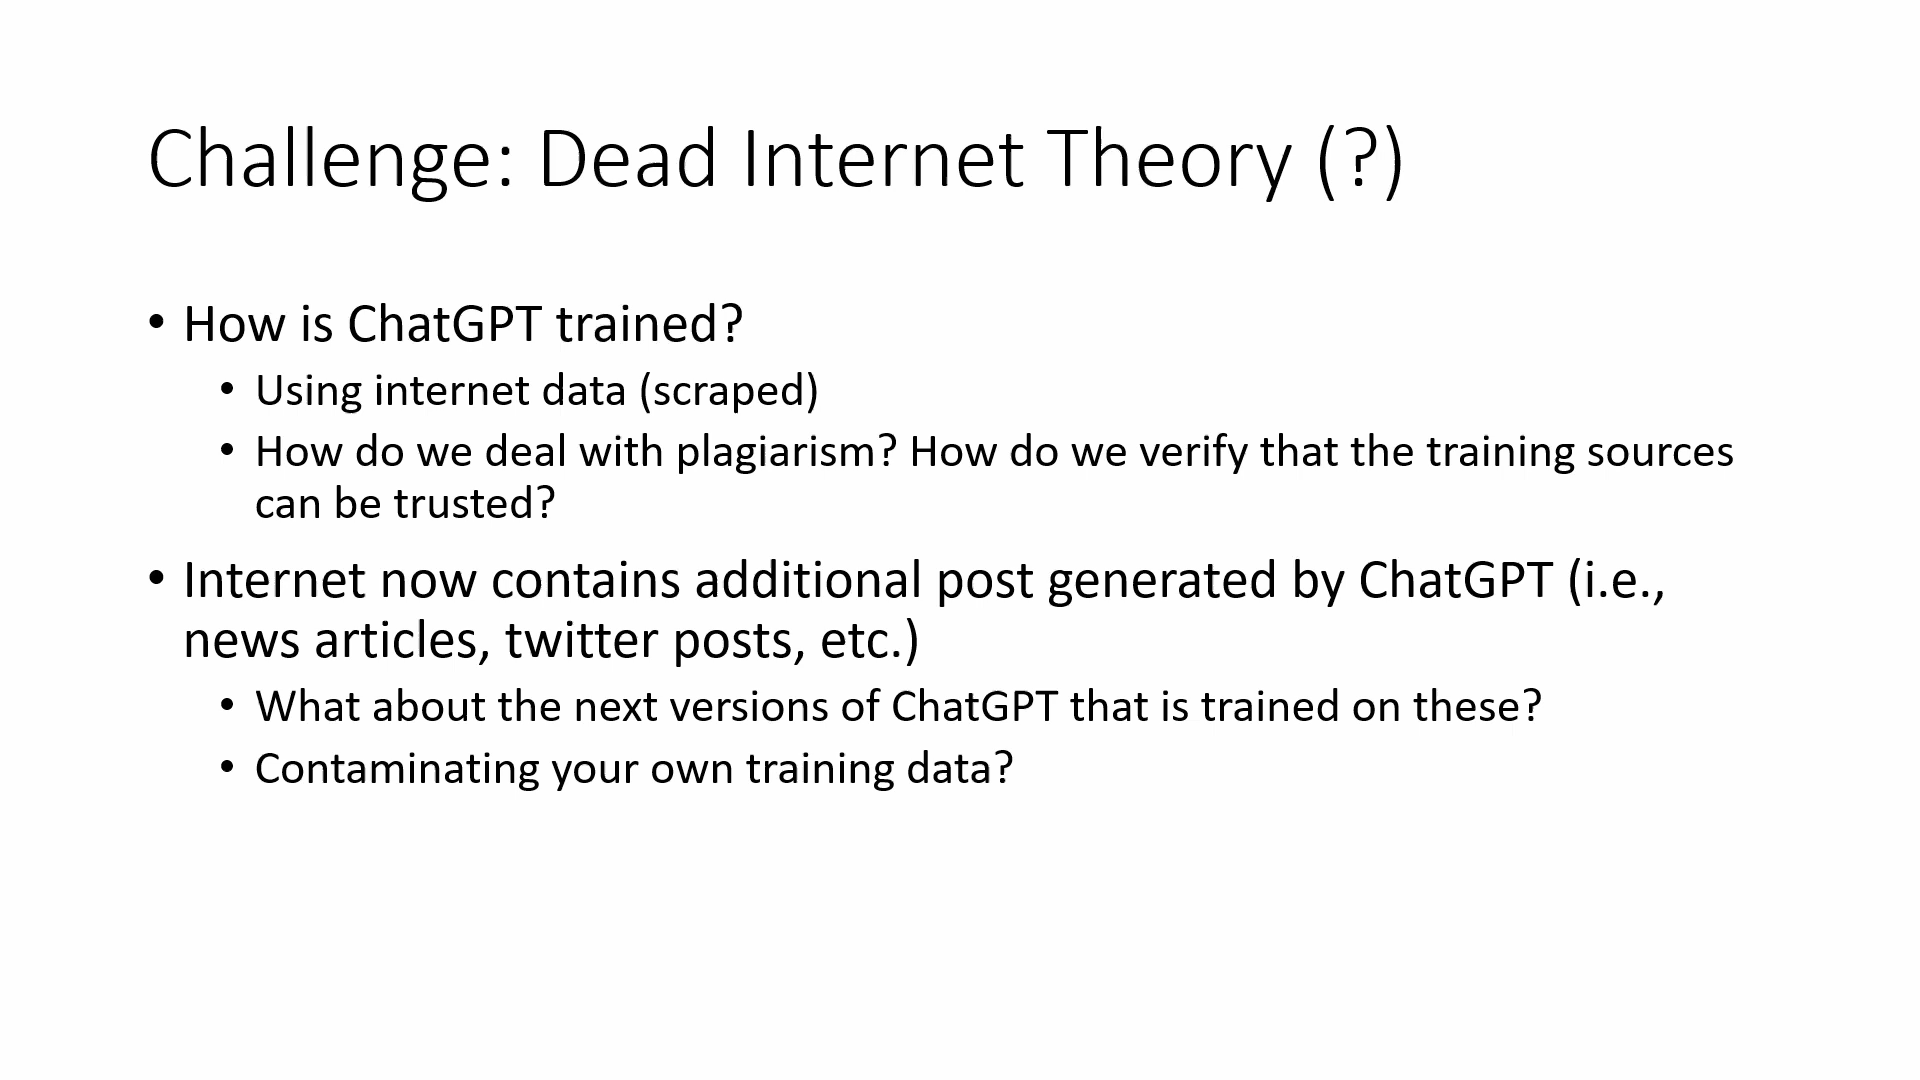 Challenge: Dead Internet Theory (?)
• How is ChatGPT trained?
• Using internet data (scraped)
• How do we deal with plagiarism? How do we verify that the training sources
can be trusted?
• Internet now contains additional post generated by ChatGPT (i.e.,
news articles, twitter posts, etc.)
• What about the next versions of ChatGPT that is trained on these?
• Contaminating your own training data?